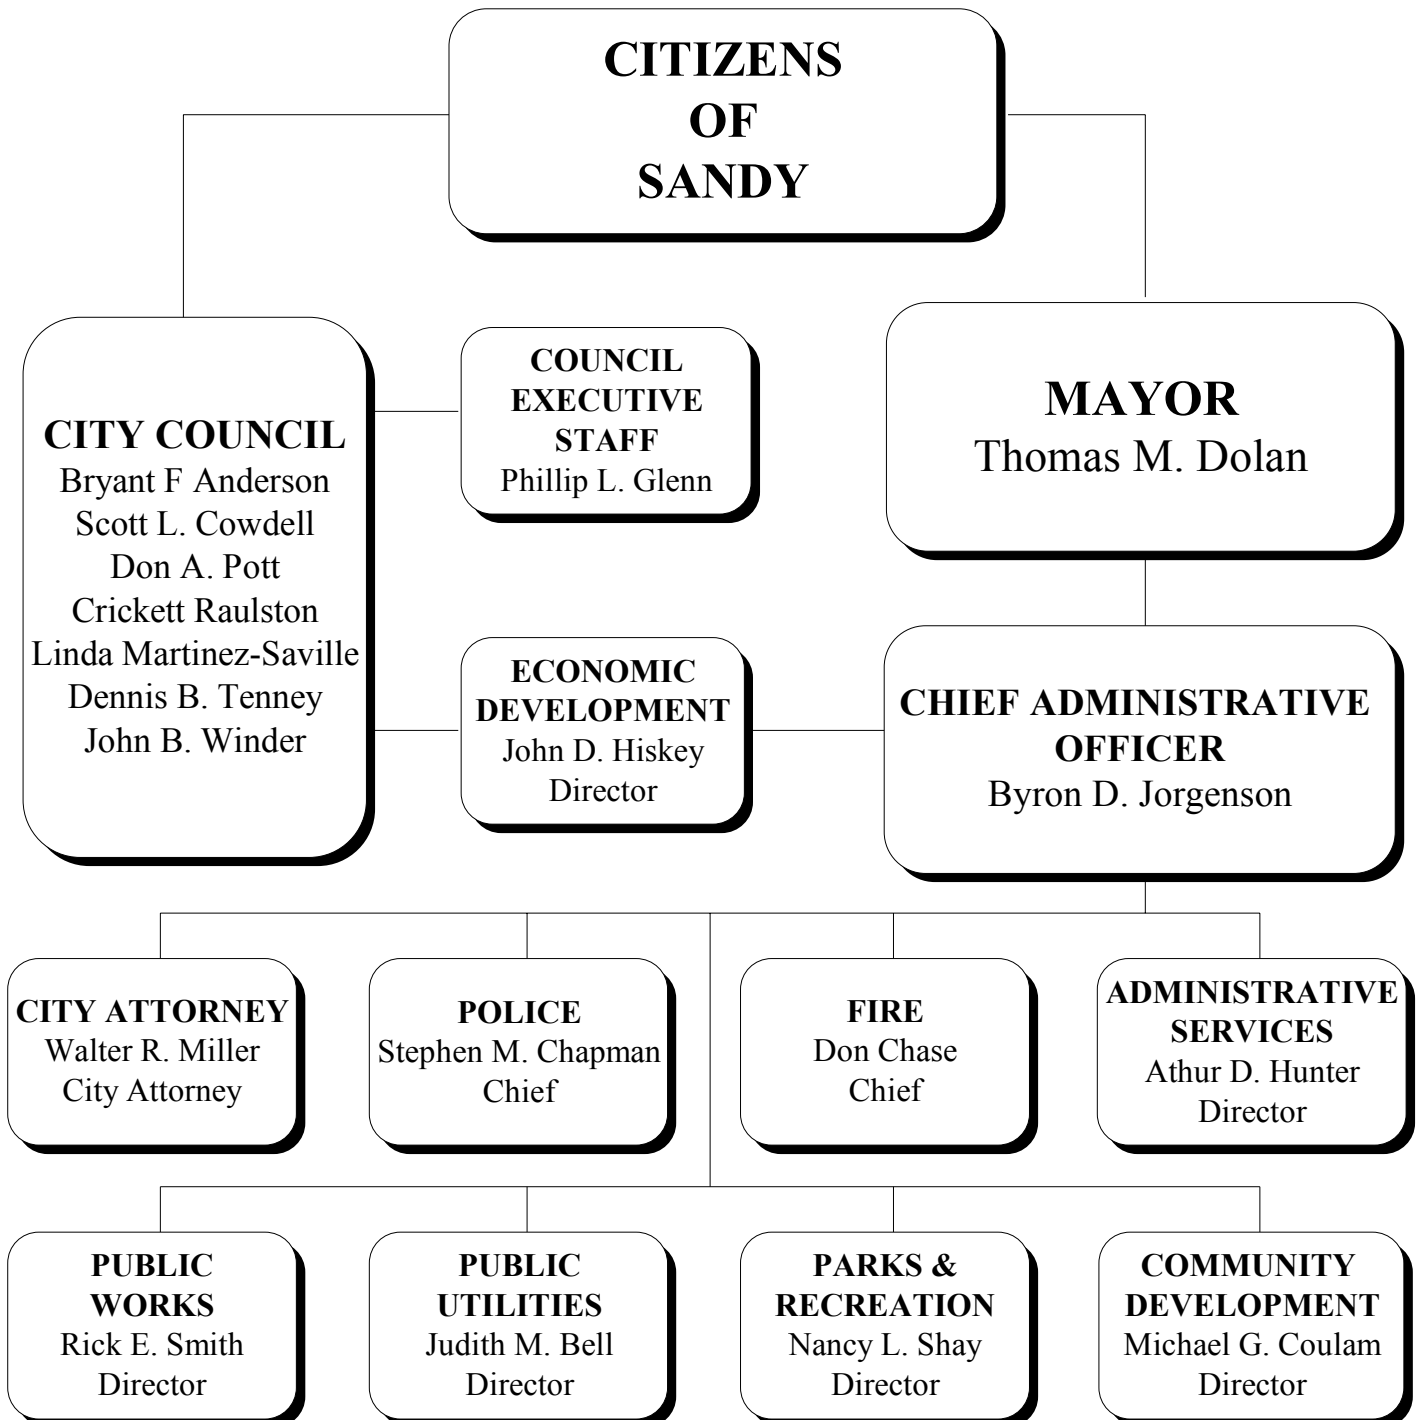 CITIZENS
OF
SANDY
COUNCIL
EXECUTIVE
STAFF
Phillip L. Glenn
MAYOR
Thomas M. Dolan
CITY COUNCIL
Bryant F Anderson
Scott L. Cowdell
Don A. Pott
Crickett Raulston
Linda Martinez-Saville
Dennis B. Tenney
John B. Winder
ECONOMIC
DEVELOPMENT
John D. Hiskey
Director
CHIEF ADMINISTRATIVE
OFFICER
Byron D. Jorgenson
CITY ATTORNEY
Walter R. Miller
City Attorney
POLICE
Stephen M. Chapman
Chief
FIRE
Don Chase
Chief
ADMINISTRATIVE
SERVICES
Athur D. Hunter
Director
PUBLIC
WORKS
Rick E. Smith
Director
PUBLIC
UTILITIES
Judith M. Bell
Director
PARKS &
RECREATION
Nancy L. Shay
Director
COMMUNITY
DEVELOPMENT
Michael G. Coulam
Director